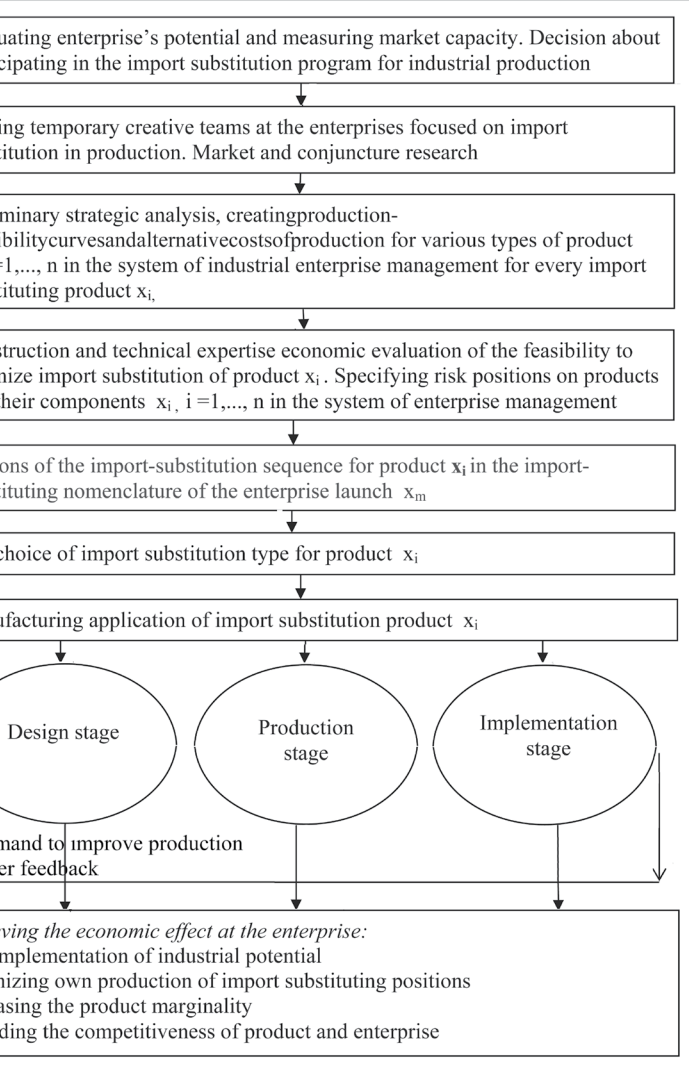 uating enterprise’s potential and measuring market capacity. Decision about
cipating in the import substitution program for industrial production
ing temporary creative teams at the enterprises focused on import
titution in production. Market and conjuncture research
minary strategic analysis, creatingproduction-
ibilitycurvesandalternativecostsofproduction for various types of product
=1,..., n in the system of industrial enterprise management for every import
tituting product xi,
struction and technical expertise economic evaluation of the feasibility to
nize import substitution of product xi . Specifying risk positions on products
their components xi , i =1,..., n in the system of enterprise management
ons of the import-substitution sequence for product xi in the import-
tituting nomenclature of the enterprise launch xm
choice of import substitution type for product xi
ufacturing application of import substitution product xi
Design stage
Production
stage
Implementation
stage
mand to improve production
er feedback
ving the economic effect at the enterprise:
mplementation of industrial potential
nizing own production of import substituting positions
asing the product marginality
ding the competitiveness of product and enterprise